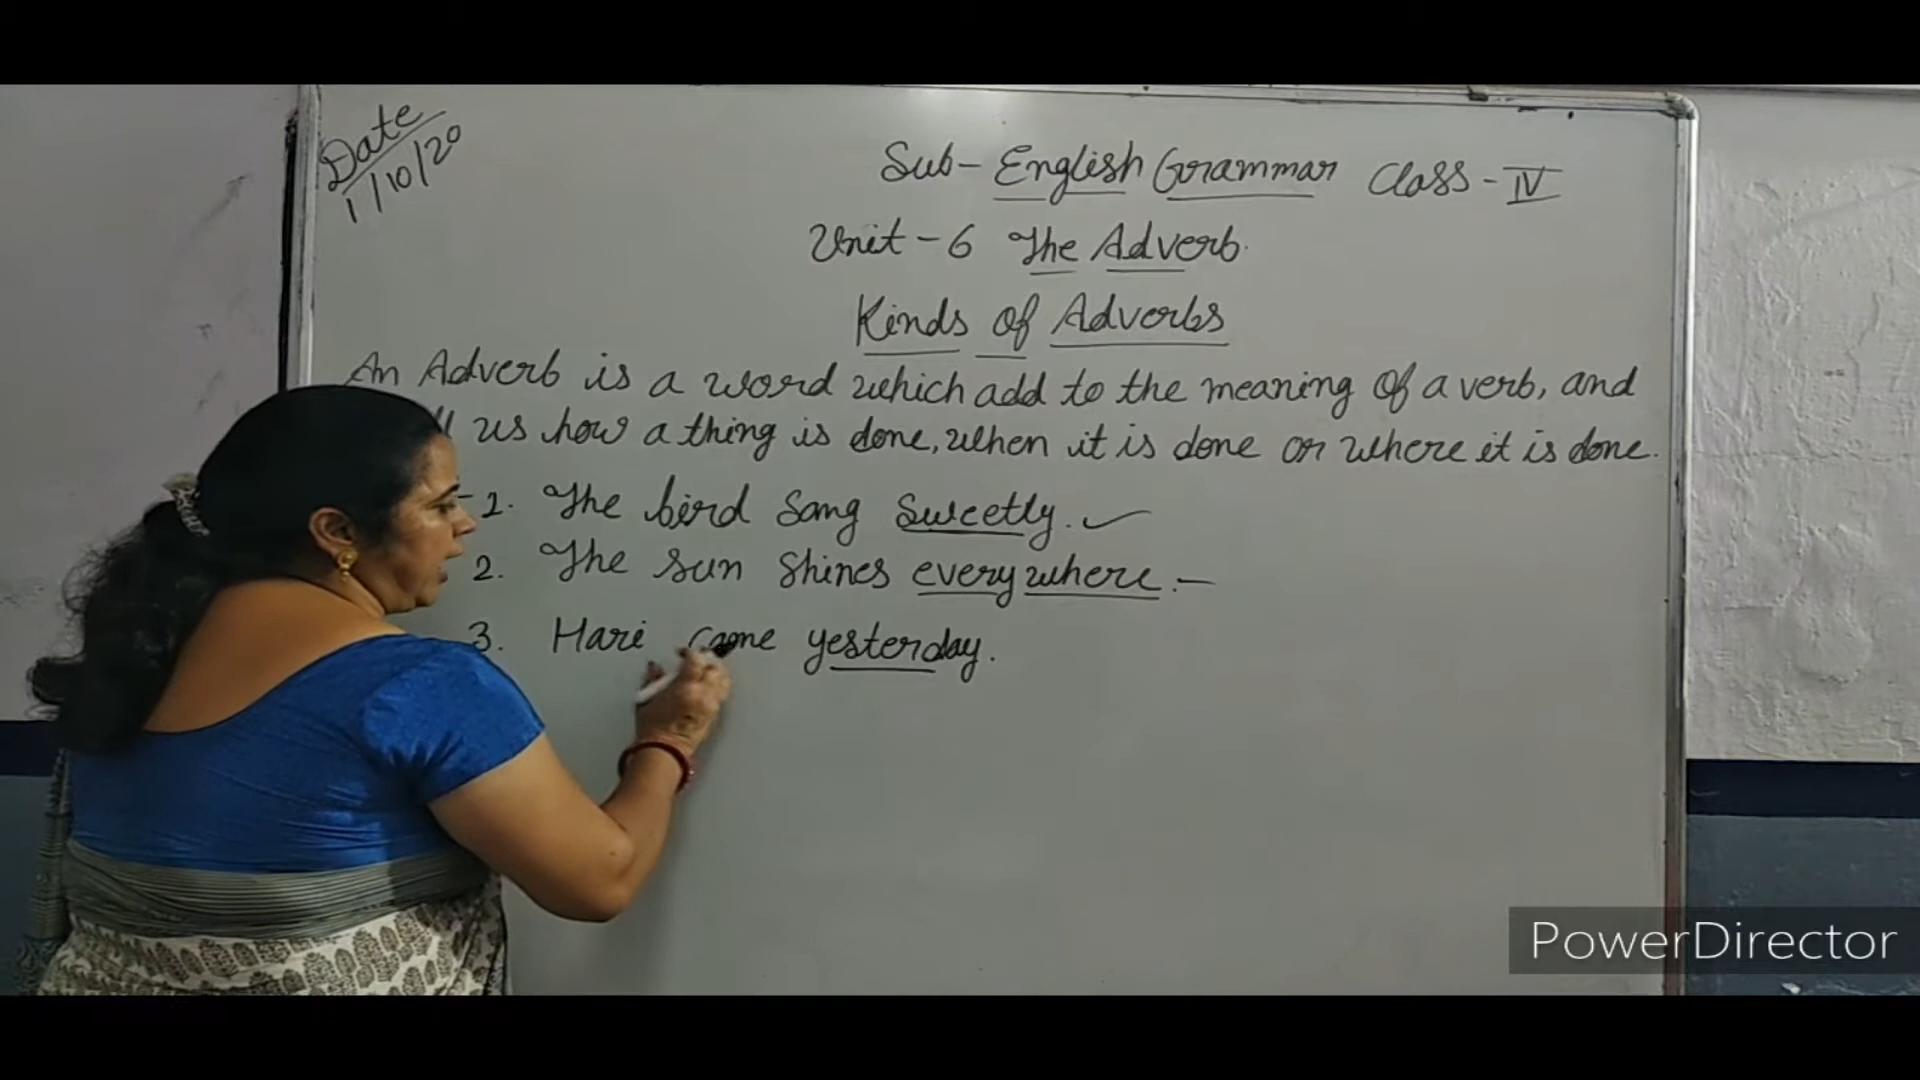 Date
1/10/20
Sub- English Grammar Class - IV
Unit - 6 The Adverb.
Kinds of Adverbs
An Adverb is a word which add to the meaning of a verb, and
us how a thing is done, when it is done or where it is done.
-1. The bird Sang Sweetly.
2. The sun Shines everywhere. -
3. Hari came yesterday.
PowerDirector